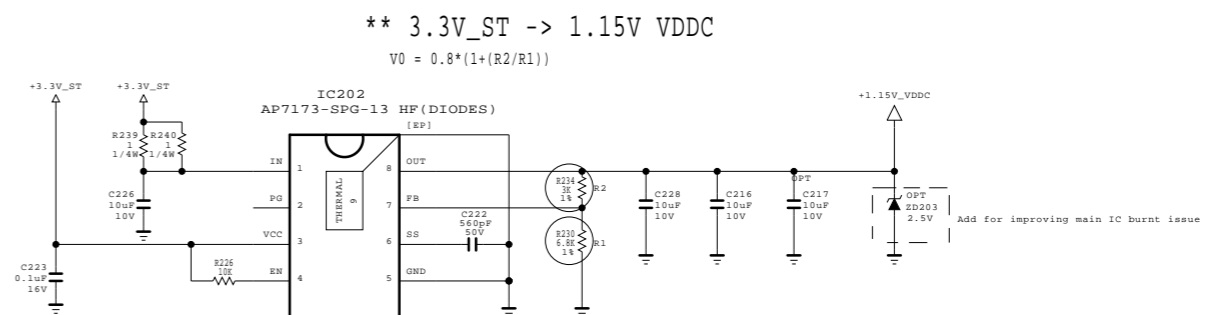 ** 3.3V_ST -> 1.15V VDDC
V0 = 0.8*(1+(R2/R1))
+3.3V_ST
+3.3V_ST
IC202
AP7173-SPG-13 HF(DIODES)
[EP]
+1.15V_VDDC
R239
1
1/4W
R240
1
1/4W
IN
1
THERMAL
9
8
OUT
C226
10uF
10V
PG
2
7
FB
R234
3K
1%
R2
C228
10uF
10V
C216
10uF
10V
OPT
C217
10uF
10V
OPT
ZD203
2.5V
Add for improving main IC burnt issue
VCC
3
6
SS
C222
560pF
50V
R230
6.8K
1%
R1
C223
0.1uF
16V
R226
10K
EN
4
5
GND